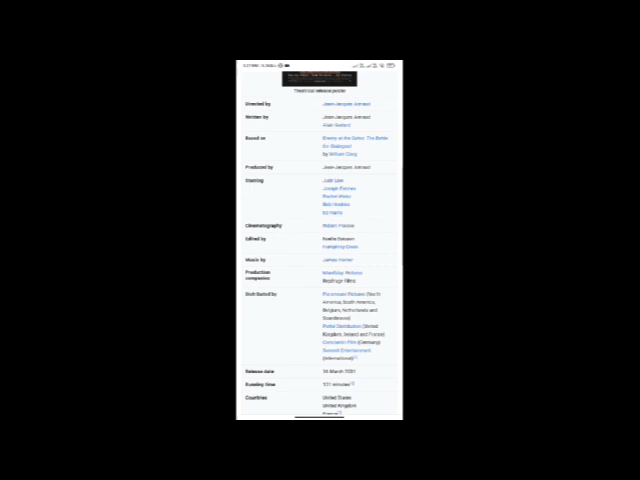 Theatrical release poster
Directed by Jean-Jacques Annaud
Written by Jean-Jacques Annaud
Alain Godard
Based on Enemy at the Gates: The Battle
for Stalingrad
by William Craig
Produced by Jean-Jacques Annaud
Starring Jude Law
Joseph Fiennes
Rachel Weisz
Bob Hoskins
Ed Harris
Cinematography Robert Fraisse
Edited by Noëlle Boisson
Humphrey Dixon
Music by James Horner
Production Mandalay Pictures
companies Repérage Films
Distributed by Paramount Pictures (North
America, South America,
Belgium, Netherlands and
Scandinavia)
Pathé Distribution (United
Kingdom, Ireland and France)
Constantin Film (Germany)
Summit Entertainment
(International)
Release date March 2001
Running time 131 minutes
Countries United States
United Kingdom
France